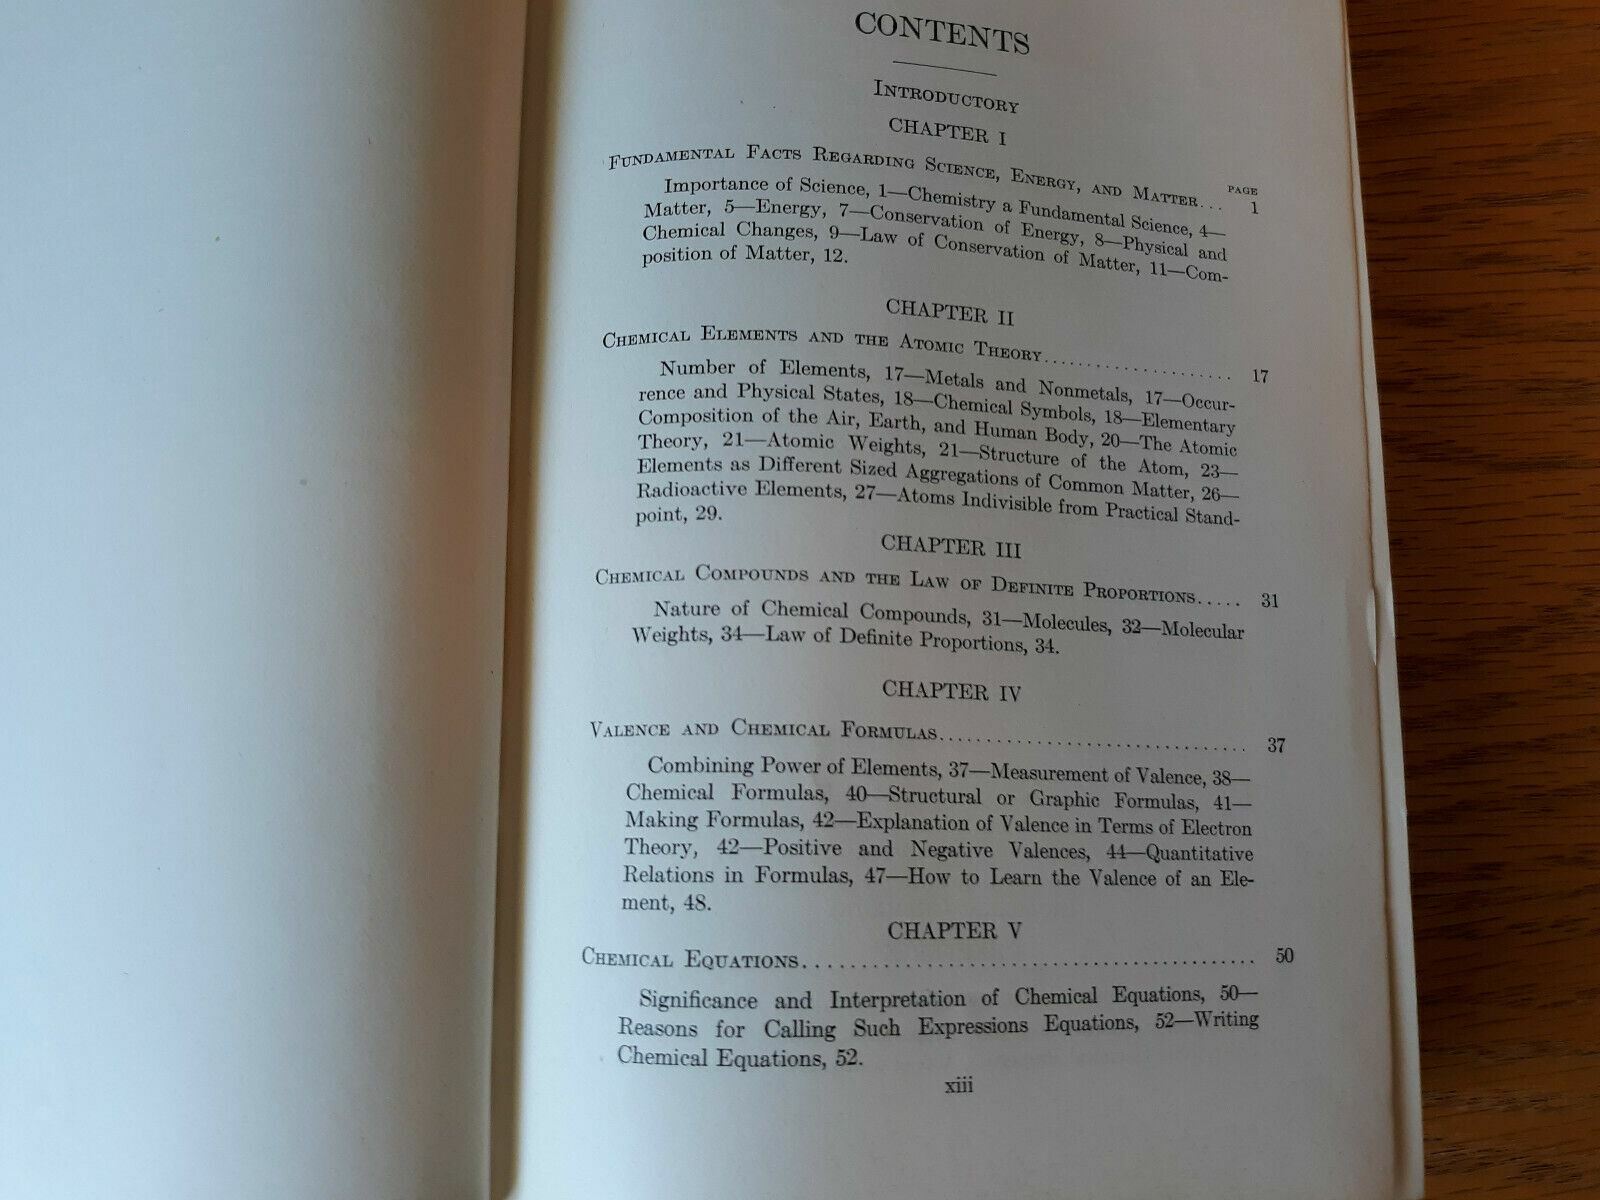 CONTENTS
Introductory
CHAPTER I
PAGE
Fundamental Facts Regarding Science, Energy, and Matter... 1
Importance of Science, 1—Chemistry a Fundamental Science, 4—
Matter, 5—Energy, 7—Conservation of Energy, 8—Physical and
Chemical Changes, 9—Law of Conservation of Matter, 11—Com-
position of Matter, 12.
CHAPTER II
Chemical Elements and the Atomic Theory..................... 17
Number of Elements, 17—Metals and Nonmetals, 17—Occur-
rence and Physical States, 18—Chemical Symbols, 18—Elementary
Composition of the Air, Earth, and Human Body, 20—The Atomic
Theory, 21—Atomic Weights, 21—Structure of the Atom, 23—
Elements as Different Sized Aggregations of Common Matter, 26—
Radioactive Elements, 27—Atoms Indivisible from Practical Stand-
point, 29.
CHAPTER III
Chemical Compounds and the Law of Definite Proportions..... 31
Nature of Chemical Compounds, 31—Molecules, 32—Molecular
Weights, 34—Law of Definite Proportions, 34.
CHAPTER IV
Valence and Chemical Formulas................................. 37
Combining Power of Elements, 37—Measurement of Valence, 38—
Chemical Formulas, 40—Structural or Graphic Formulas, 41—
Making Formulas, 42—Explanation of Valence in Terms of Electron
Theory, 42—Positive and Negative Valences, 44—Quantitative
Relations in Formulas, 47—How to Learn the Valence of an Ele-
ment, 48.
CHAPTER V
Chemical Equations........................................... 50
Significance and Interpretation of Chemical Equations, 50—
Reasons for Calling Such Expressions Equations, 52—Writing
Chemical Equations, 52.
xiii